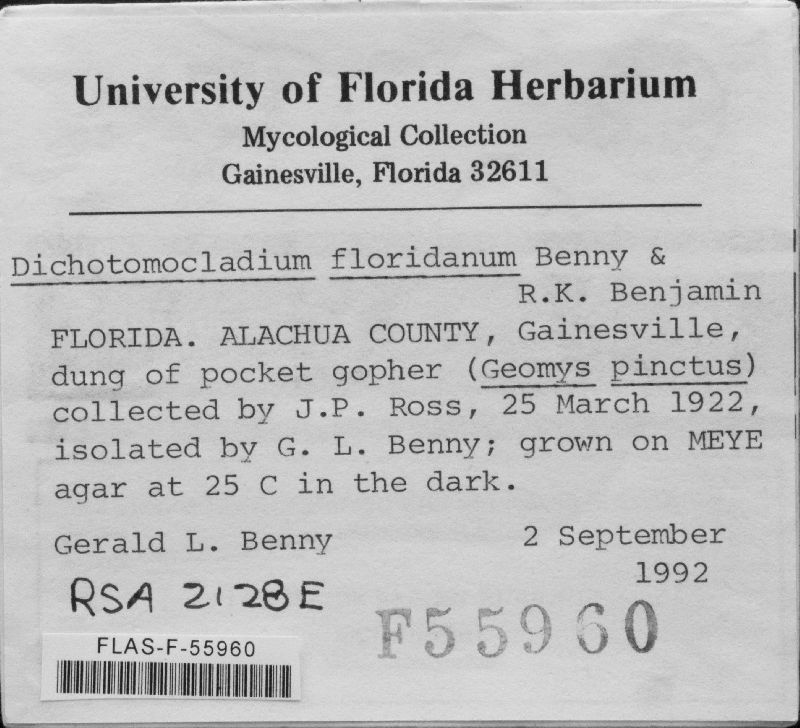 University of Florida Herbarium
Mycological Collection
Gainesville, Florida 32611
Dichotomocladium floridanum Benny &
R.K. Benjamin
FLORIDA. ALACHUA COUNTY, Gainesville,
dung of pocket gopher (Geomys pinctus)
collected by J.P. Ross, 25 March 1922,
isolated by G. L. Benny; grown on MEYE
agar at 25 C in the dark.
Gerald L. Benny 2 September
1992
RSA 2128E
F55960
FLAS-F-55960